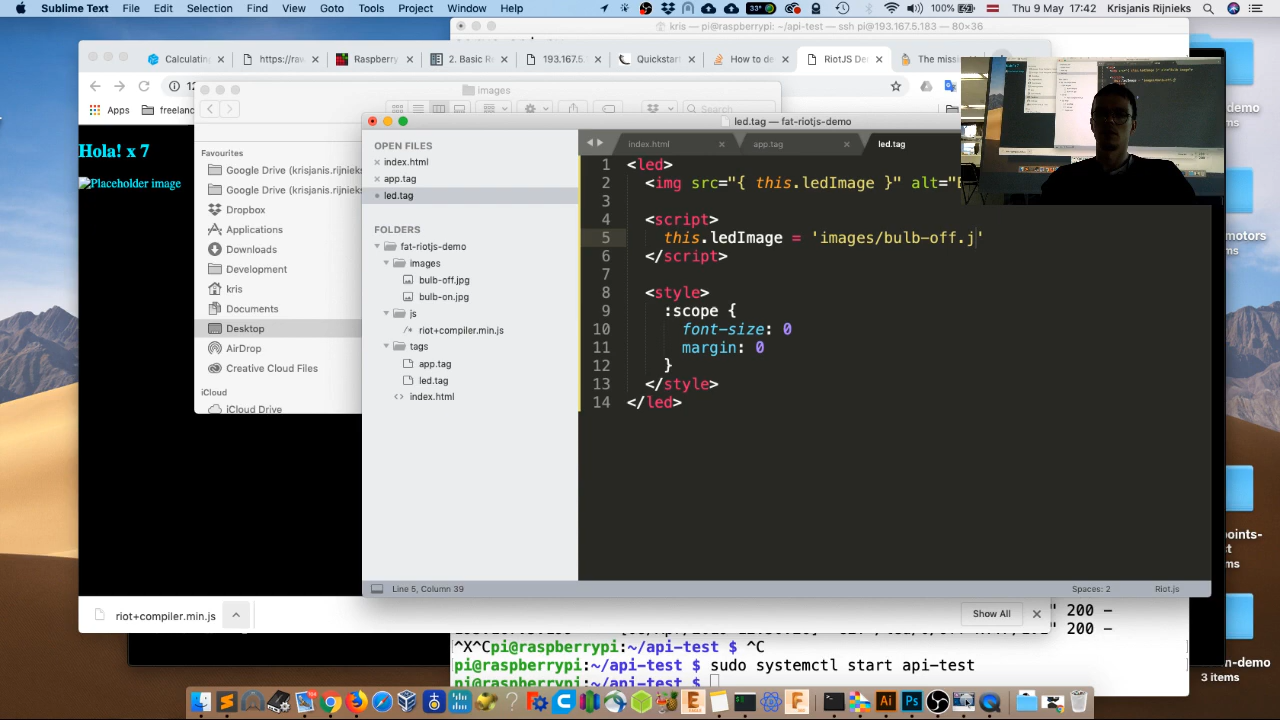 Sublime Text File Edit Selection Find View Goto Tools Project Window Help
100% Thu 9 May 17:42 Krisjanis Rijnieks
kris — pi@raspberrypi: ~/api-test — ssh pi@193.167.5.183 — 80×36
Calculating × https://ra × Raspberry × 2. Basic F × 193.167.5. × Quickstart × How to de × RiotJS De × The miss
Apps freelanc
images
Search
Hola! x 7
Placeholder image
Favourites
Google Drive (krisjanis.rijnieks
Google Drive (krisjanis.rijnieks
Dropbox
Applications
Downloads
Development
kris
Documents
Desktop
AirDrop
Creative Cloud Files
iCloud
iCloud Drive
led.tag — fat-riotjs-demo
OPEN FILES
index.html
app.tag
led.tag
FOLDERS
fat-riotjs-demo
images
bulb-off.jpg
bulb-on.jpg
js
riot+compiler.min.js
tags
app.tag
led.tag
index.html
index.html × app.tag × led.tag
1 <led>
2 <img src="{ this.ledImage }" alt=
3
4 <script>
5 this.ledImage = 'images/bulb-off.j'
6 </script>
7
8 <style>
9 :scope {
10 font-size: 0
11 margin: 0
12 }
13 </style>
14 </led>
Line 5, Column 39 Spaces: 2 Riot.js
riot+compiler.min.js Show All
" 200 –
" 200 –
^X^Cpi@raspberrypi:~/api-test $ ^C
pi@raspberrypi:~/api-test $ sudo systemctl start api-test
pi@raspberrypi:~/api-test $
-demo
motors
-demo
3 items